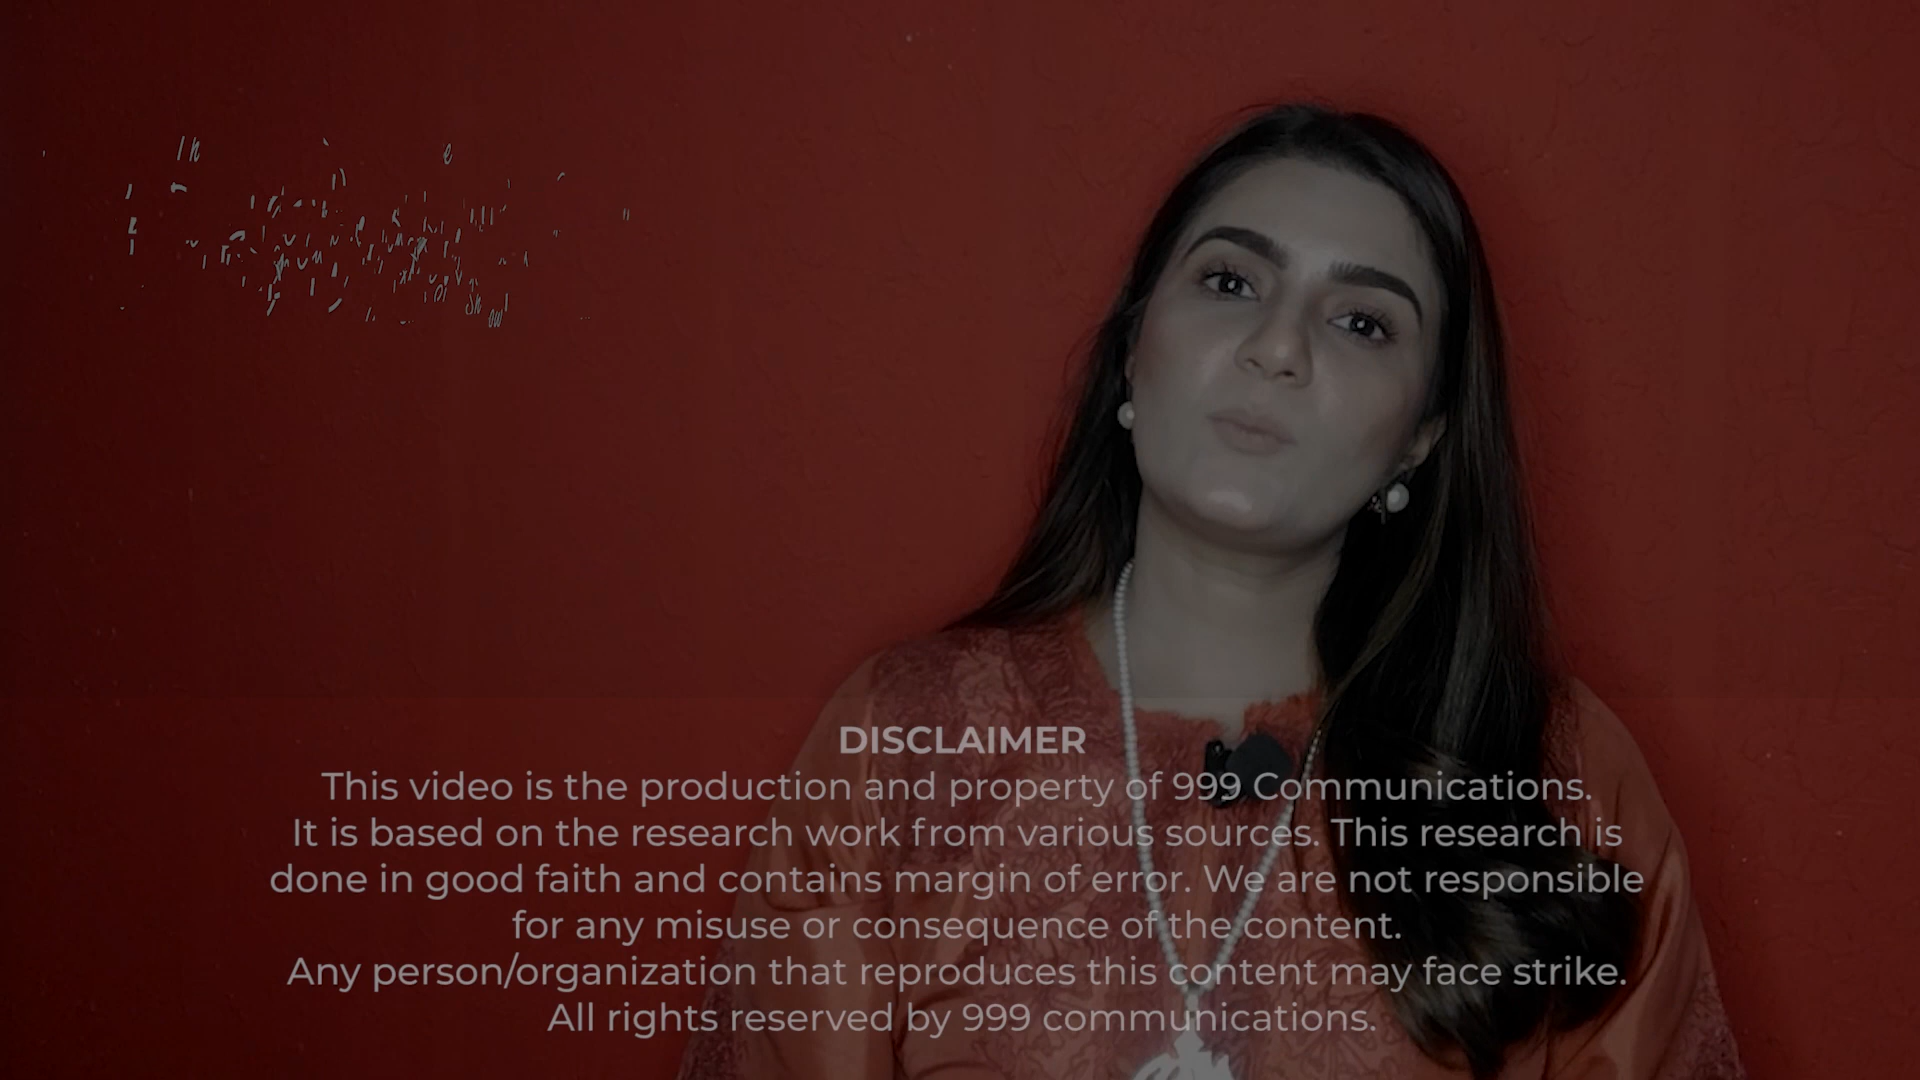 DISCLAIMER
This video is the production and property of 999 Communications.
It is based on the research work from various sources. This research is
done in good faith and contains margin of error. We are not responsible
for any misuse or consequence of the content.
Any person/organization that reproduces this content may face strike.
All rights reserved by 999 communications.